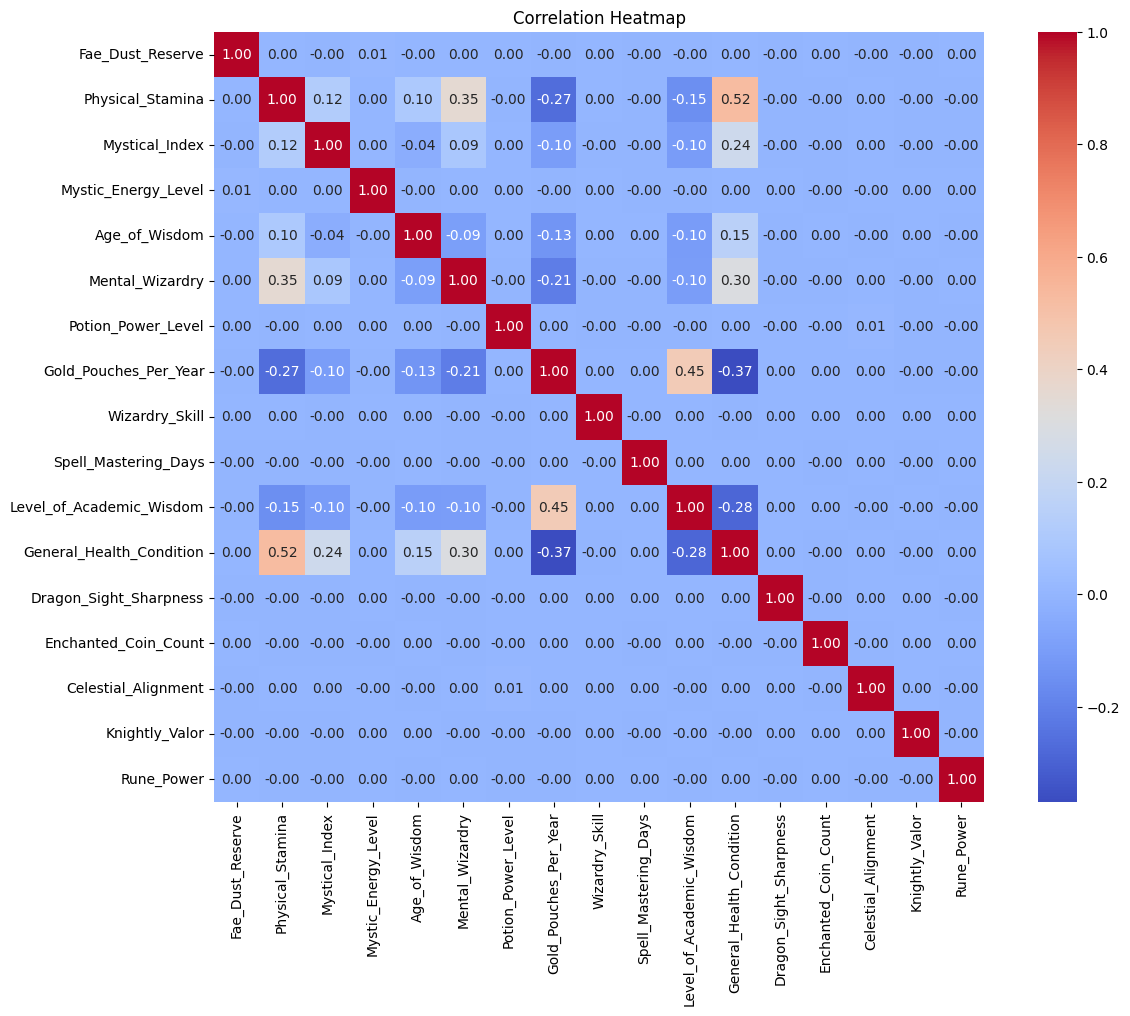 Correlation Heatmap
Fae_Dust_Reserve 1.00 0.00 -0.00 0.01 -0.00 0.00 0.00 -0.00 0.00 -0.00 -0.00 0.00 -0.00 0.00 -0.00 -0.00 0.00
Physical_Stamina 0.00 1.00 0.12 0.00 0.10 0.35 -0.00 -0.27 0.00 -0.00 -0.15 0.52 -0.00 -0.00 0.00 -0.00 -0.00
Mystical_Index -0.00 0.12 1.00 0.00 -0.04 0.09 0.00 -0.10 -0.00 -0.00 -0.10 0.24 -0.00 0.00 0.00 -0.00 -0.00
Mystic_Energy_Level 0.01 0.00 0.00 1.00 -0.00 0.00 0.00 -0.00 0.00 -0.00 -0.00 0.00 0.00 -0.00 -0.00 0.00 0.00
Age_of_Wisdom -0.00 0.10 -0.04 -0.00 1.00 -0.09 0.00 -0.13 0.00 0.00 -0.10 0.15 -0.00 0.00 -0.00 0.00 -0.00
Mental_Wizardry 0.00 0.35 0.09 0.00 -0.09 1.00 -0.00 -0.21 -0.00 -0.00 -0.10 0.30 0.00 -0.00 0.00 -0.00 0.00
Potion_Power_Level 0.00 -0.00 0.00 0.00 0.00 -0.00 1.00 0.00 0.00 -0.00 0.00 0.00 -0.00 -0.00 0.01 -0.00 -0.00
Gold_Pouches_Per_Year -0.00 -0.27 -0.10 -0.00 -0.13 -0.21 0.00 1.00 0.00 0.00 0.45 -0.37 0.00 0.00 0.00 -0.00 -0.00
Wizardry_Skill 0.00 0.00 -0.00 0.00 0.00 -0.00 0.00 0.00 1.00 -0.00 0.00 -0.00 0.00 0.00 0.00 -0.00 0.00
Spell_Mastering_Days -0.00 -0.00 -0.00 -0.00 0.00 -0.00 -0.00 0.00 -0.00 1.00 0.00 0.00 0.00 -0.00 0.00 -0.00 0.00
Level_of_Academic_Wisdom -0.00 -0.15 -0.10 -0.00 -0.10 -0.10 0.00 0.45 0.00 0.00 1.00 -0.28 0.00 -0.00 -0.00 0.00 -0.00
General_Health_Condition 0.00 0.52 0.24 0.00 0.15 0.30 0.00 -0.37 -0.00 0.00 -0.28 1.00 0.00 -0.00 0.00 -0.00 0.00
Dragon_Sight_Sharpness -0.00 -0.00 -0.00 0.00 -0.00 0.00 -0.00 0.00 0.00 0.00 0.00 0.00 1.00 -0.00 0.00 0.00 -0.00
Enchanted_Coin_Count 0.00 -0.00 0.00 -0.00 0.00 -0.00 -0.00 0.00 0.00 -0.00 -0.00 -0.00 -0.00 1.00 -0.00 0.00 0.00
Celestial_Alignment -0.00 0.00 0.00 -0.00 -0.00 0.00 0.01 0.00 0.00 0.00 -0.00 0.00 0.00 -0.00 1.00 0.00 -0.00
Knightly_Valor -0.00 -0.00 -0.00 0.00 0.00 -0.00 -0.00 -0.00 -0.00 -0.00 0.00 -0.00 0.00 0.00 0.00 1.00 -0.00
Rune_Power 0.00 -0.00 -0.00 0.00 -0.00 0.00 -0.00 -0.00 0.00 0.00 -0.00 0.00 -0.00 0.00 -0.00 -0.00 1.00
Fae_Dust_Reserve
Physical_Stamina
Mystical_Index
Mystic_Energy_Level
Age_of_Wisdom
Mental_Wizardry
Potion_Power_Level
Gold_Pouches_Per_Year
Wizardry_Skill
Spell_Mastering_Days
Level_of_Academic_Wisdom
General_Health_Condition
Dragon_Sight_Sharpness
Enchanted_Coin_Count
Celestial_Alignment
Knightly_Valor
Rune_Power
1.0
0.8
0.6
0.4
0.2
0.0
−0.2